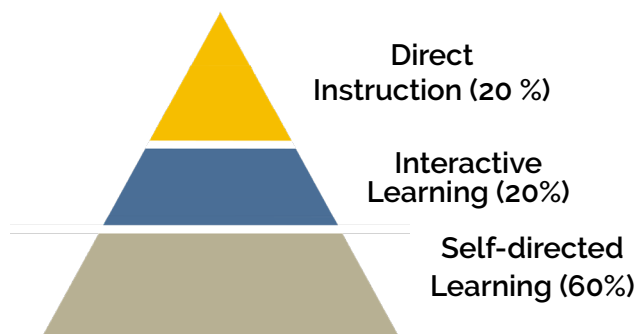 Direct
Instruction (20 %)
Interactive
Learning (20%)
Self-directed
Learning (60%)